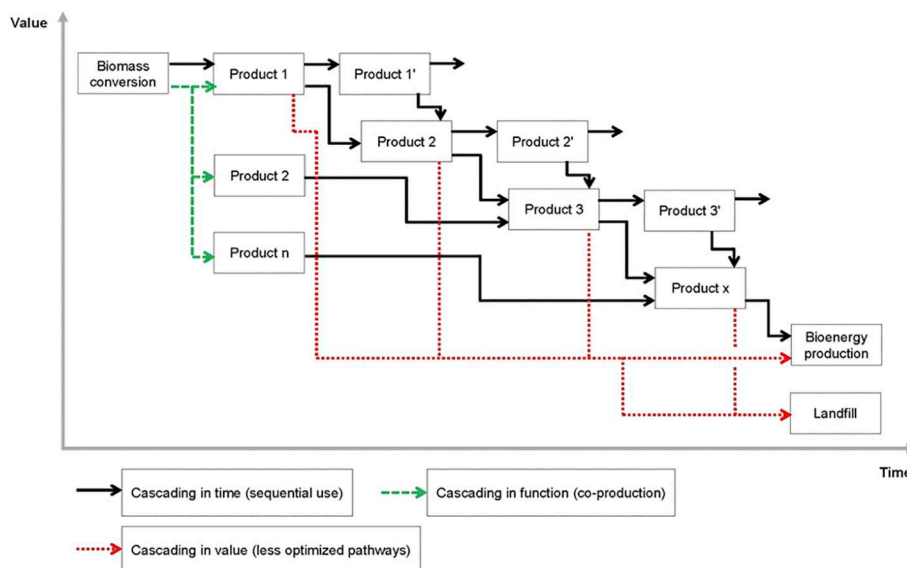 Value
Biomass
conversion
Product 1
Product 1'
Product 2
Product 2'
Product 2
Product 3
Product 3'
Product n
Product x
Bioenergy
production
Landfill
Time
Cascading in time (sequential use)
Cascading in function (co-production)
Cascading in value (less optimized pathways)